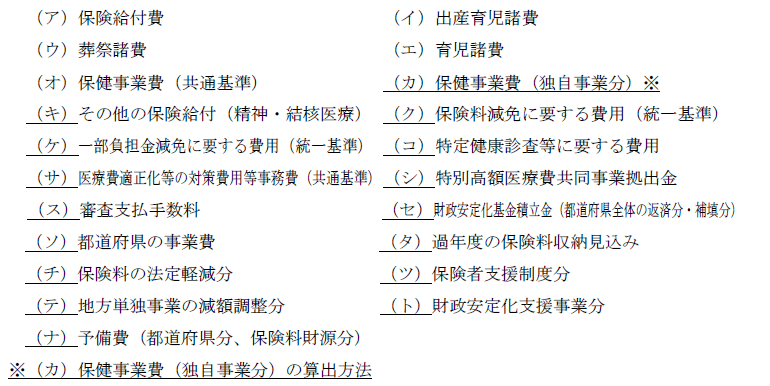 （ア）保険給付費　（イ）出産育児諸費
（ウ）葬祭諸費　（エ）育児諸費
（オ）保健事業費（共通基準）　（カ）保健事業費（独自事業分）※
（キ）その他の保険給付（精神・結核医療）　（ク）保険料減免に要する費用（統一基準）
（ケ）一部負担金減免に要する費用（統一基準）　（コ）特定健康診査等に要する費用
（サ）医療費適正化等の対策費用等事務費（共通基準）　（シ）特別高額医療費共同事業拠出金
（ス）審査支払手数料　（セ）財政安定化基金積立金（都道府県全体の返済分・補填分）
（ソ）都道府県の事業費　（タ）過年度の保険料収納見込み
（チ）保険料の法定軽減分　（ツ）保険者支援制度分
（テ）地方単独事業の減額調整分　（ト）財政安定化支援事業分
（ナ）予備費（都道府県分、保険料財源分）
※（カ）保健事業費（独自事業分）の算出方法